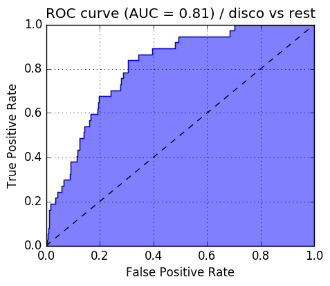 ROC curve (AUC = 0.81) / disco vs rest
1.0
0.8
0.6
0.4
0.2
0.0
True Positive Rate
0.0 0.2 0.4 0.6 0.8 1.0
False Positive Rate